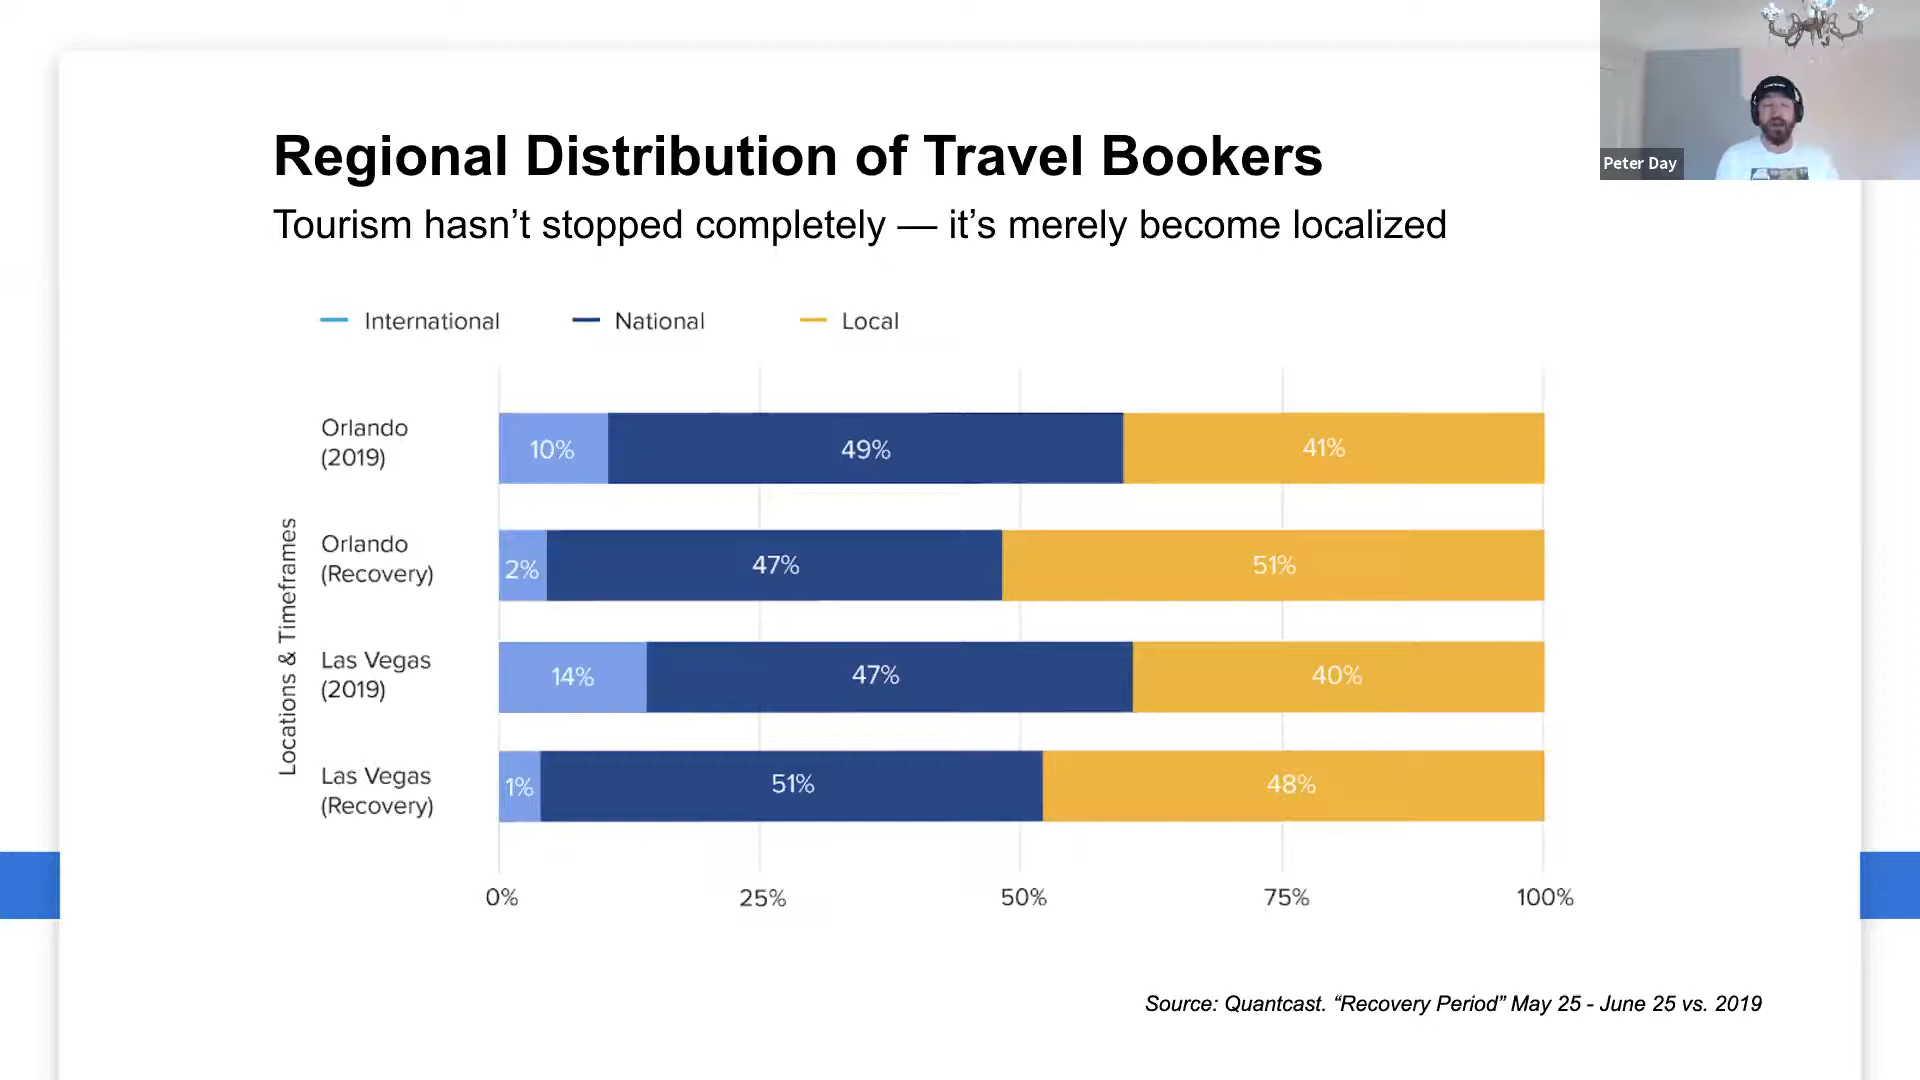 Peter Day
Regional Distribution of Travel Bookers
Tourism hasn’t stopped completely — it’s merely become localized
International National Local
Locations & Timeframes
Orlando
(2019)
10% 49% 41%
Orlando
(Recovery)
2% 47% 51%
Las Vegas
(2019)
14% 47% 40%
Las Vegas
(Recovery)
1% 51% 48%
0% 25% 50% 75% 100%
Source: Quantcast. “Recovery Period” May 25 - June 25 vs. 2019